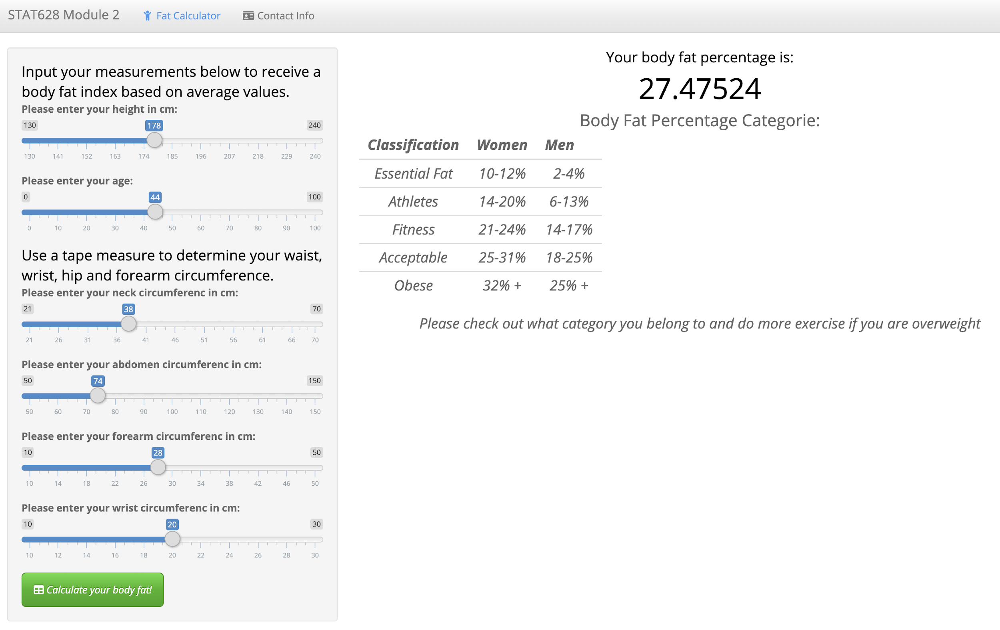 STAT628 Module 2 Fat Calculator Contact Info
Input your measurements below to receive a
body fat index based on average values.
Please enter your height in cm:
130 178 240
130 141 152 163 174 185 196 207 218 229 240
Please enter your age:
0 44 100
0 10 20 30 40 50 60 70 80 90 100
Use a tape measure to determine your waist,
wrist, hip and forearm circumference.
Please enter your neck circumferenc in cm:
21 38 70
21 26 31 36 41 46 51 56 61 66 70
Please enter your abdomen circumferenc in cm:
50 74 150
50 60 70 80 90 100 110 120 130 140 150
Please enter your forearm circumferenc in cm:
10 28 50
10 14 18 22 26 30 34 38 42 46 50
Please enter your wrist circumferenc in cm:
10 20 30
10 12 14 16 18 20 22 24 26 28 30
Calculate your body fat!
Your body fat percentage is:
27.47524
Body Fat Percentage Categorie:
Classification Women Men
Essential Fat 10-12% 2-4%
Athletes 14-20% 6-13%
Fitness 21-24% 14-17%
Acceptable 25-31% 18-25%
Obese 32% + 25% +
Please check out what category you belong to and do more exercise if you are overweight